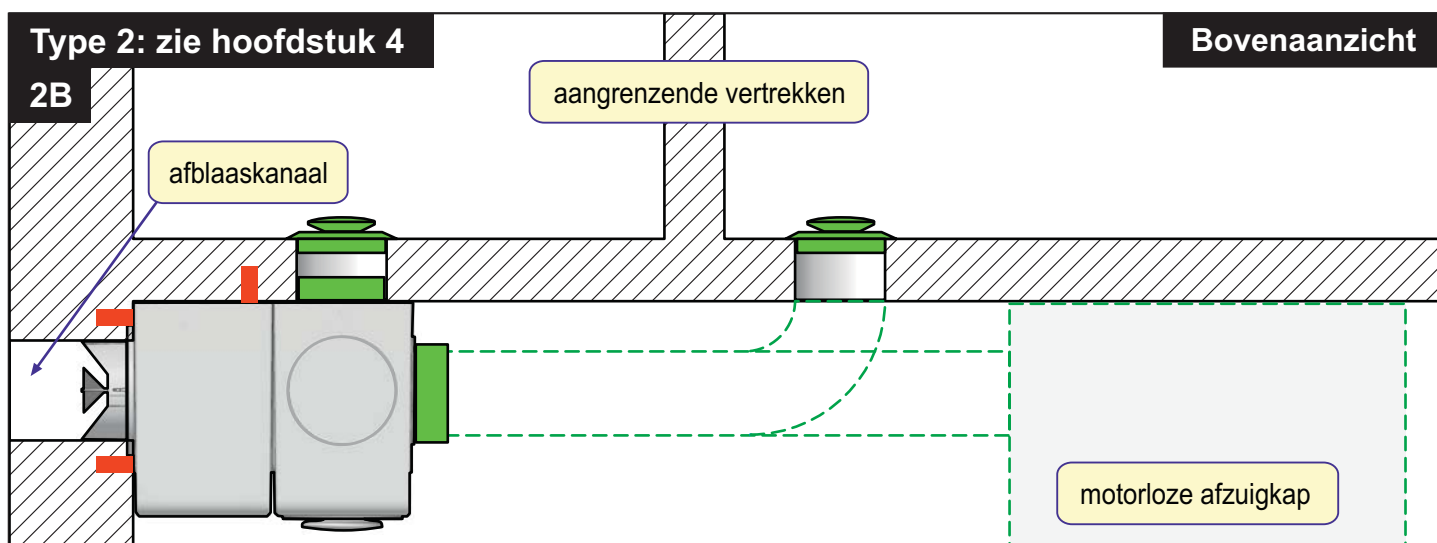 Type 2: zie hoofdstuk 4
Bovenaanzicht
2B
aangrenzende vertrekken
afblaaskanaal
motorloze afzuigkap